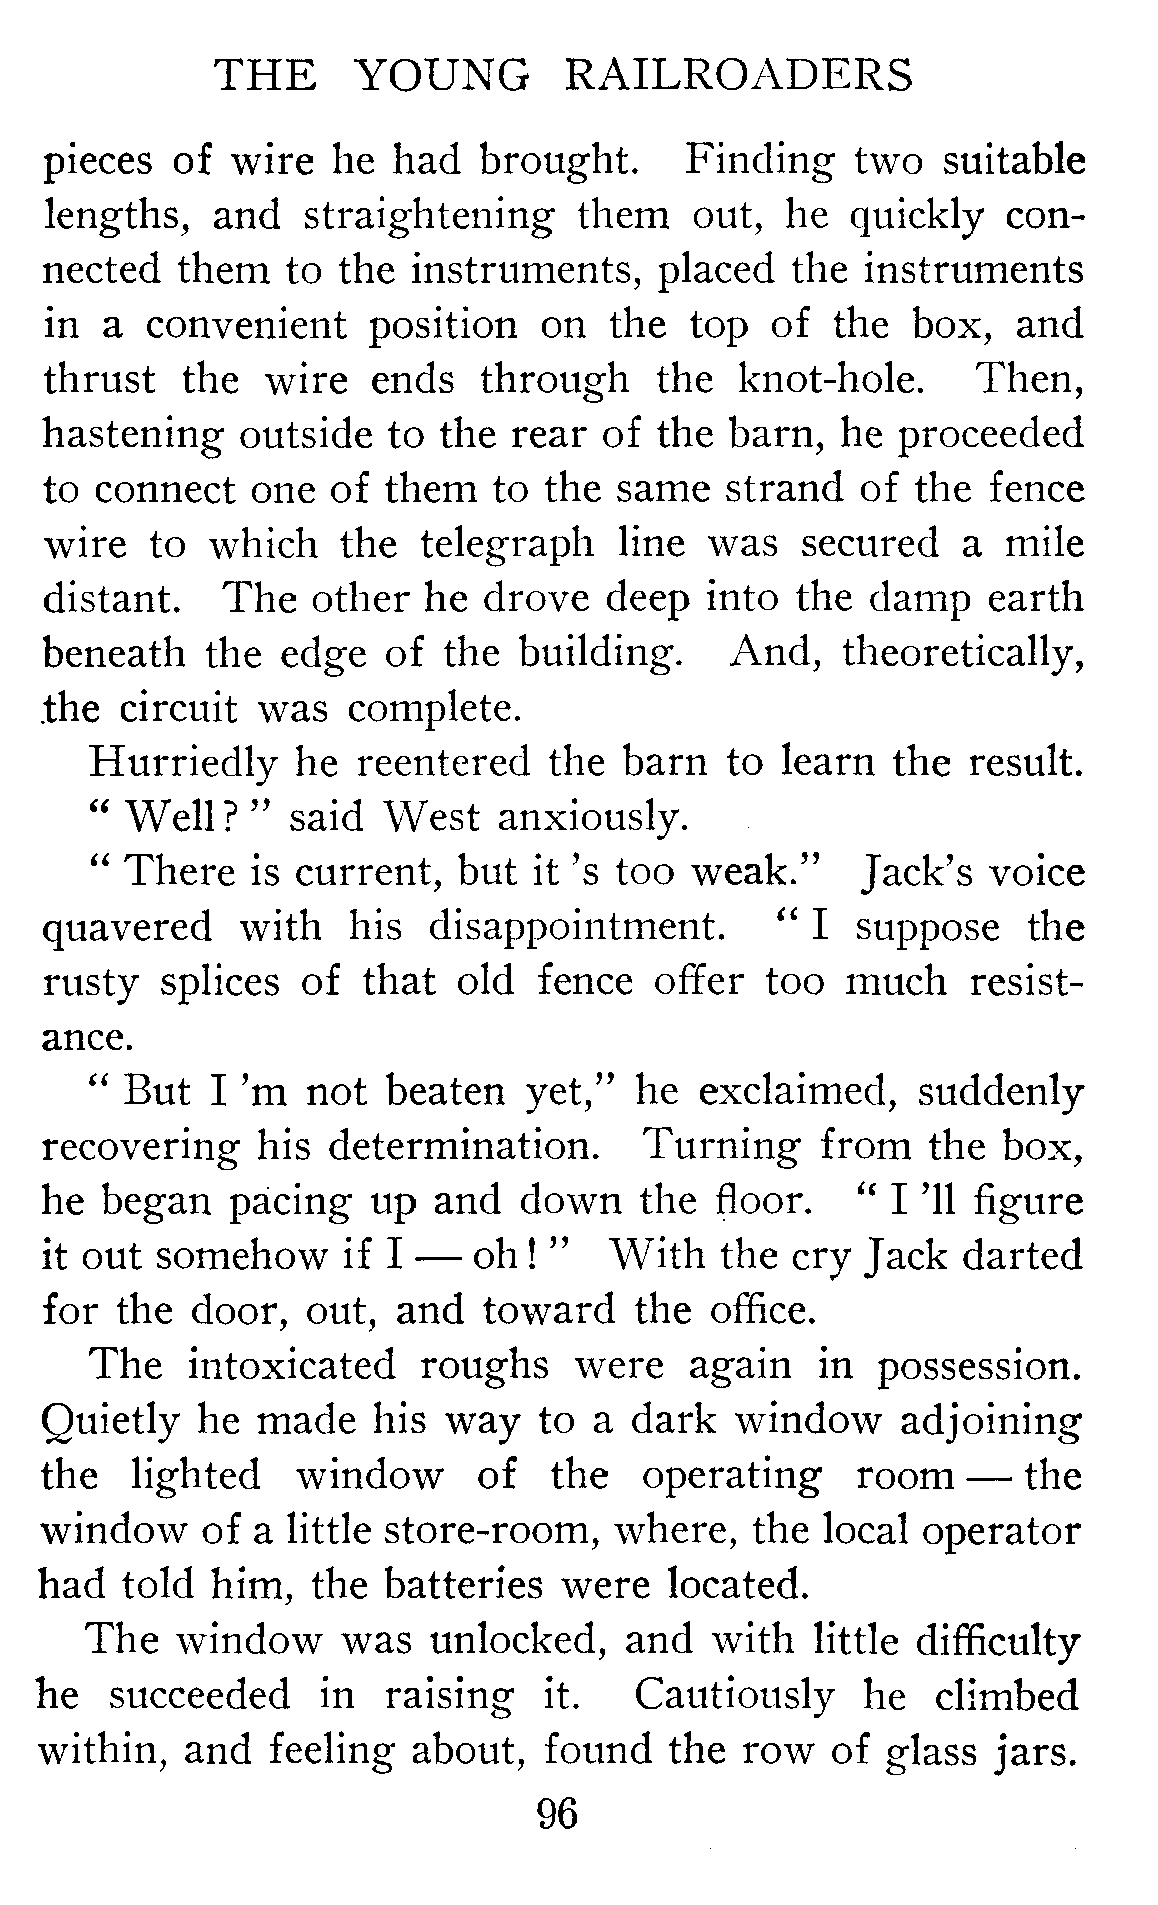 THE YOUNG RAILROADERS
pieces of wire he had brought. Finding two suitable
lengths, and straightening them out, he quickly con-
nected them to the instruments, placed the instruments
in a convenient position on the top of the box, and
thrust the wire ends through the knot-hole. Then,
hastening outside to the rear of the barn, he proceeded
to connect one of them to the same strand of the fence
wire to which the telegraph line was secured a mile
distant. The other he drove deep into the damp earth
beneath the edge of the building. And, theoretically,
the circuit was complete.
Hurriedly he reentered the barn to learn the result.
“ Well? ” said West anxiously.
“ There is current, but it 's too weak.” Jack's voice
quavered with his disappointment. “ I suppose the
rusty splices of that old fence offer too much resist-
ance.
“ But I 'm not beaten yet,” he exclaimed, suddenly
recovering his determination. Turning from the box,
he began pacing up and down the floor. “ I 'll figure
it out somehow if I — oh! ” With the cry Jack darted
for the door, out, and toward the office.
The intoxicated roughs were again in possession.
Quietly he made his way to a dark window adjoining
the lighted window of the operating room — the
window of a little store-room, where, the local operator
had told him, the batteries were located.
The window was unlocked, and with little difficulty
he succeeded in raising it. Cautiously he climbed
within, and feeling about, found the row of glass jars.
96